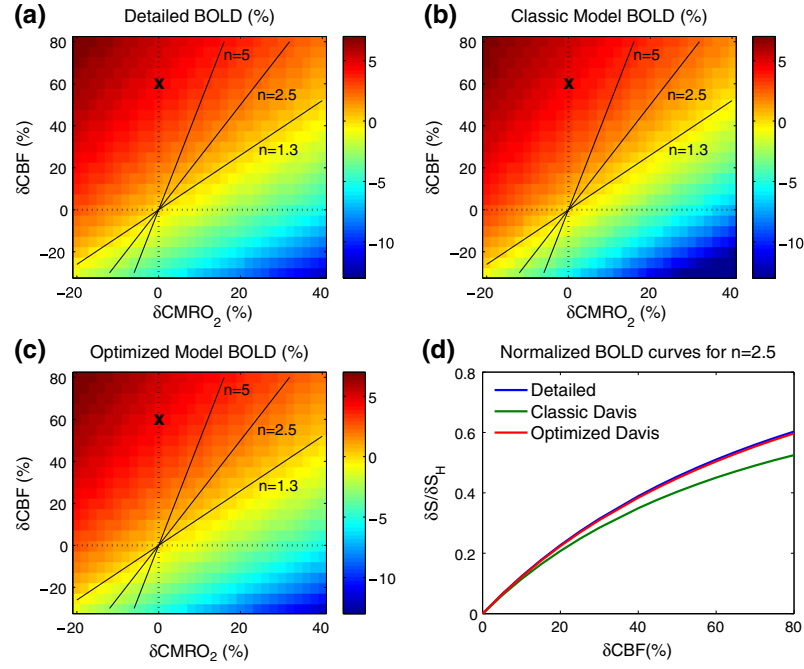 (a) Detailed BOLD (%)
80
60
40
20
0
−20
δCBF (%)
x
n=5
n=2.5
n=1.3
−20 0 20 40
δCMRO2 (%)
5
0
−5
−10
(b) Classic Model BOLD (%)
80
60
40
20
0
−20
δCBF (%)
x
n=5
n=2.5
n=1.3
−20 0 20 40
δCMRO2 (%)
5
0
−5
−10
(c) Optimized Model BOLD (%)
80
60
40
20
0
−20
δCBF (%)
x
n=5
n=2.5
n=1.3
−20 0 20 40
δCMRO2 (%)
5
0
−5
−10
(d) Normalized BOLD curves for n=2.5
0.8
0.6
0.4
0.2
0
δS/δSH
Detailed
Classic Davis
Optimized Davis
0 20 40 60 80
δCBF(%)